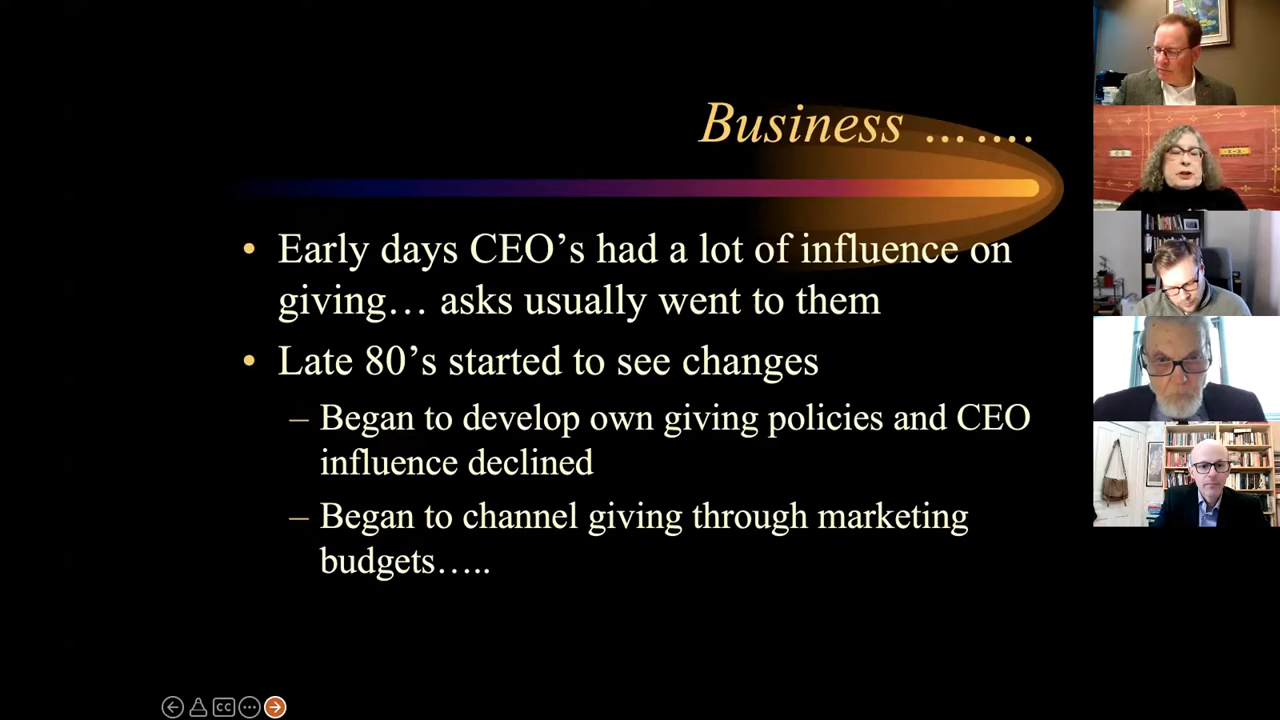 Business …….
• Early days CEO’s had a lot of influence on
giving… asks usually went to them
• Late 80’s started to see changes
– Began to develop own giving policies and CEO
influence declined
– Began to channel giving through marketing
budgets…..
CC